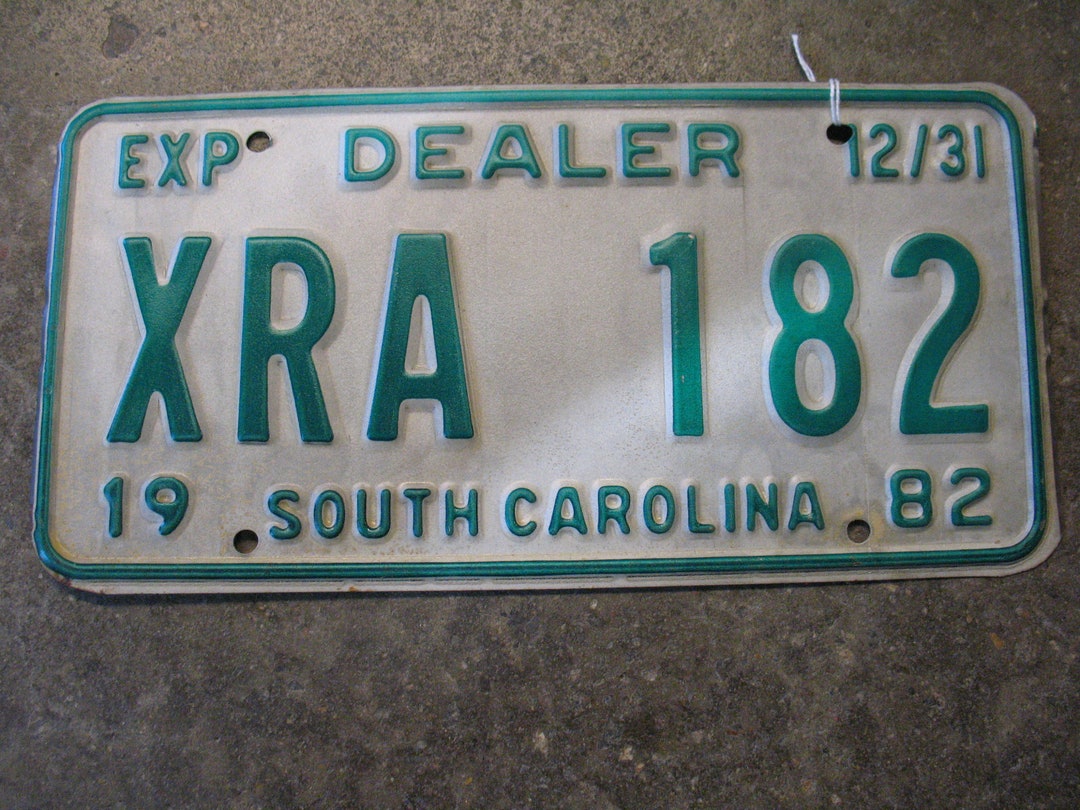 EXP DEALER 12/31
XRA 182
19 SOUTH CAROLINA 82